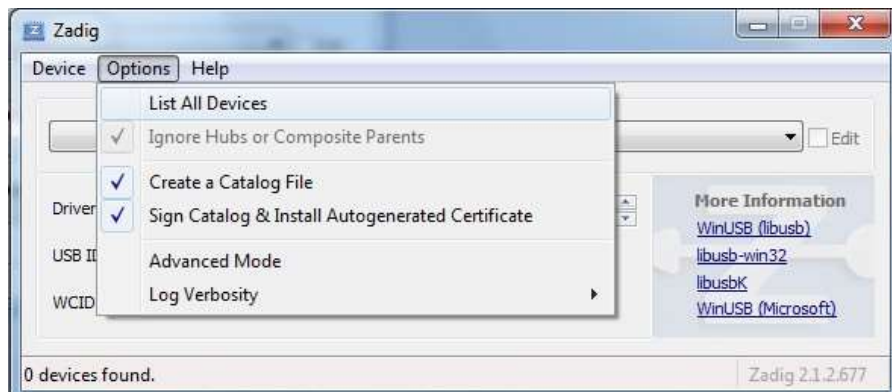 Zadig
Device Options Help
List All Devices
Ignore Hubs or Composite Parents
Edit
Create a Catalog File
Sign Catalog & Install Autogenerated Certificate
Driver
More Information
WinUSB (libusb)
USB ID
libusb-win32
Advanced Mode
libusbK
Log Verbosity
WCID
WinUSB (Microsoft)
0 devices found.
Zadig 2.1.2.677